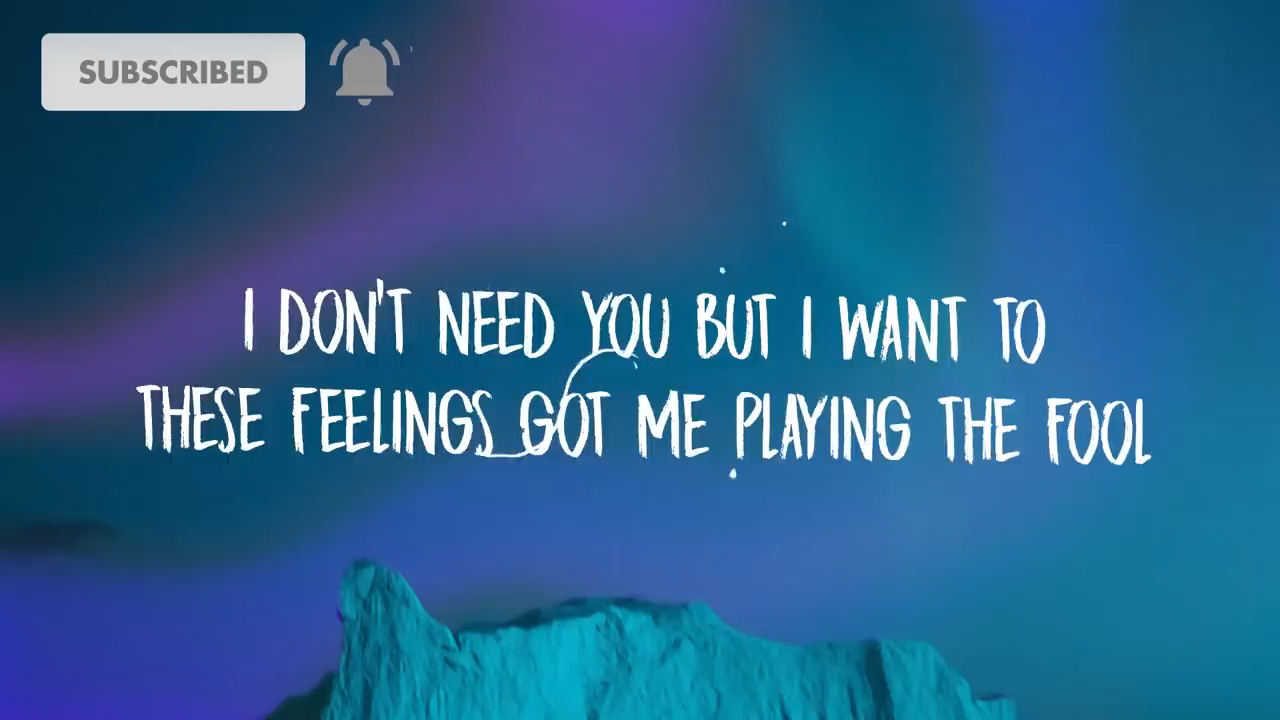 SUBSCRIBED
I DON'T NEED YOU BUT I WANT TO
THESE FEELINGS GOT ME PLAYING THE FOOL